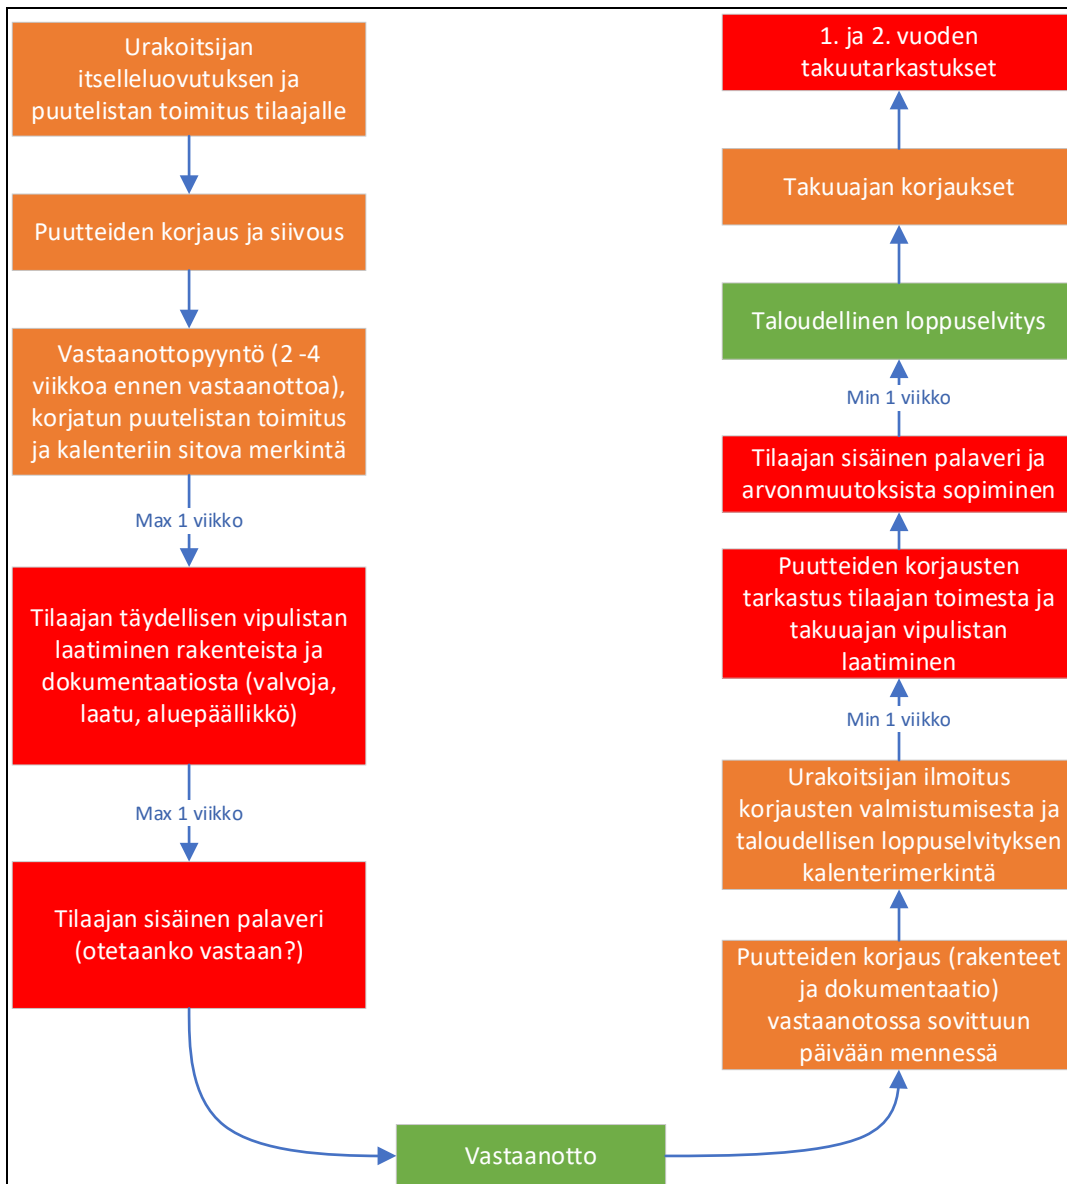 Urakoitsijan
itselleluovutuksen ja
puutelistan toimitus tilaajalle
Puutteiden korjaus ja siivous
Vastaanottopyyntö (2 -4
viikkoa ennen vastaanottoa),
korjatun puutelistan toimitus
ja kalenteriin sitova merkintä
Max 1 viikko
Tilaajan täydellisen vipulistan
laatiminen rakenteista ja
dokumentaatiosta (valvoja,
laatu, aluepäällikkö)
Max 1 viikko
Tilaajan sisäinen palaveri
(otetaanko vastaan?)
Vastaanotto
Puutteiden korjaus (rakenteet
ja dokumentaatio)
vastaanotossa sovittuun
päivään mennessä
Urakoitsijan ilmoitus
korjausten valmistumisesta ja
taloudellisen loppuselvityksen
kalenterimerkintä
Min 1 viikko
Puutteiden korjausten
tarkastus tilaajan toimesta ja
takuuajan vipulistan
laatiminen
Tilaajan sisäinen palaveri ja
arvonmuutoksista sopiminen
Min 1 viikko
Taloudellinen loppuselvitys
Takuuajan korjaukset
1. ja 2. vuoden
takuutarkastukset